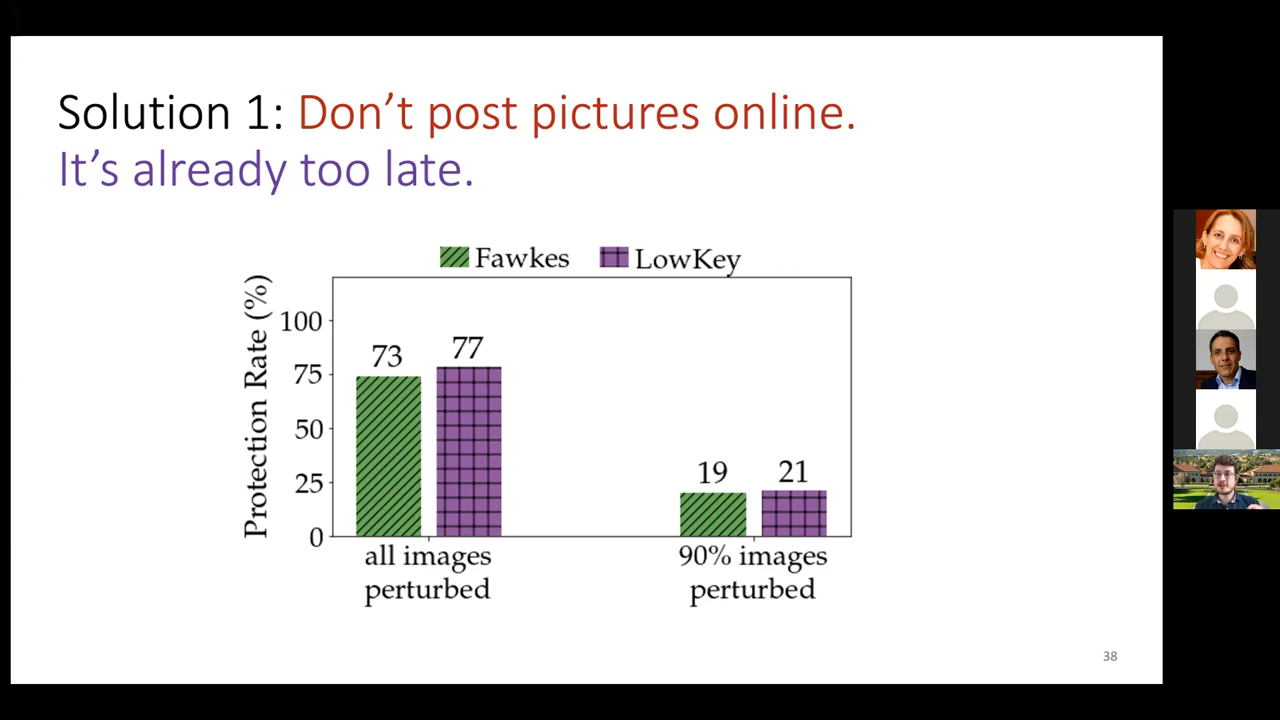 Solution 1: Don’t post pictures online.
It’s already too late.
Fawkes LowKey
Protection Rate (%)
100
75
50
25
0
73
77
19
21
all images
perturbed
90% images
perturbed
38